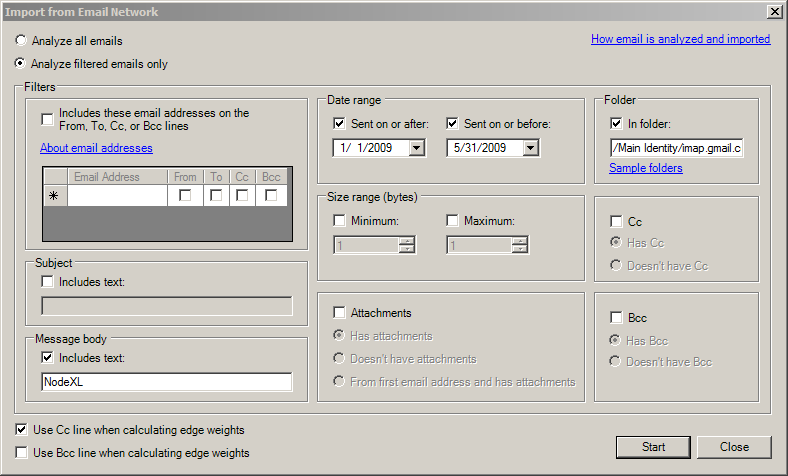 Import from Email Network
Analyze all emails
How email is analyzed and imported
Analyze filtered emails only
Filters
Includes these email addresses on the
From, To, Cc, or Bcc lines
About email addresses
Email Address From To Cc Bcc
Subject
Includes text:
Message body
Includes text:
NodeXL
Date range
Sent on or after: Sent on or before:
1/ 1/2009 5/31/2009
Size range (bytes)
Minimum: Maximum:
1 1
Attachments
Has attachments
Doesn't have attachments
From first email address and has attachments
Folder
In folder:
/Main Identity/imap.gmail.c
Sample folders
Cc
Has Cc
Doesn't have Cc
Bcc
Has Bcc
Doesn't have Bcc
Use Cc line when calculating edge weights
Use Bcc line when calculating edge weights
Start Close